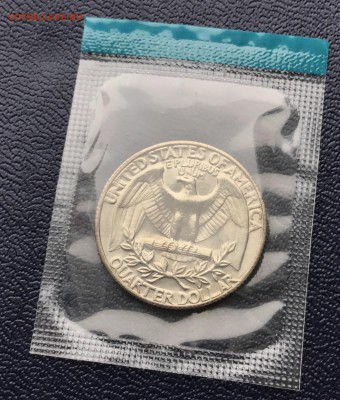 UNITED STATES OF AMERICA
E PLURIBUS
UNUM
QUARTER DOLLAR